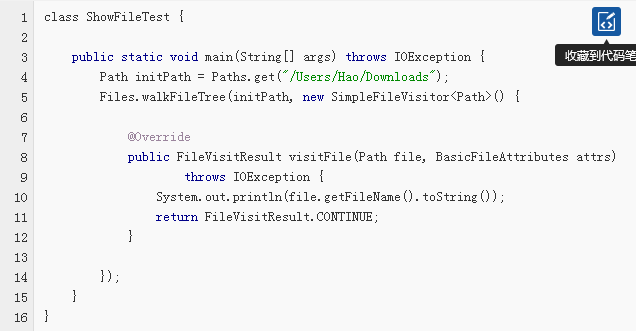 1 class ShowFileTest {
2
3     public static void main(String[] args) throws IOException {
4         Path initPath = Paths.get("/Users/Hao/Downloads");
5         Files.walkFileTree(initPath, new SimpleFileVisitor<Path>() {
6
7             @Override
8             public FileVisitResult visitFile(Path file, BasicFileAttributes attrs)
9                     throws IOException {
10                 System.out.println(file.getFileName().toString());
11                 return FileVisitResult.CONTINUE;
12             }
13
14         });
15     }
16 }
收藏到代码笔